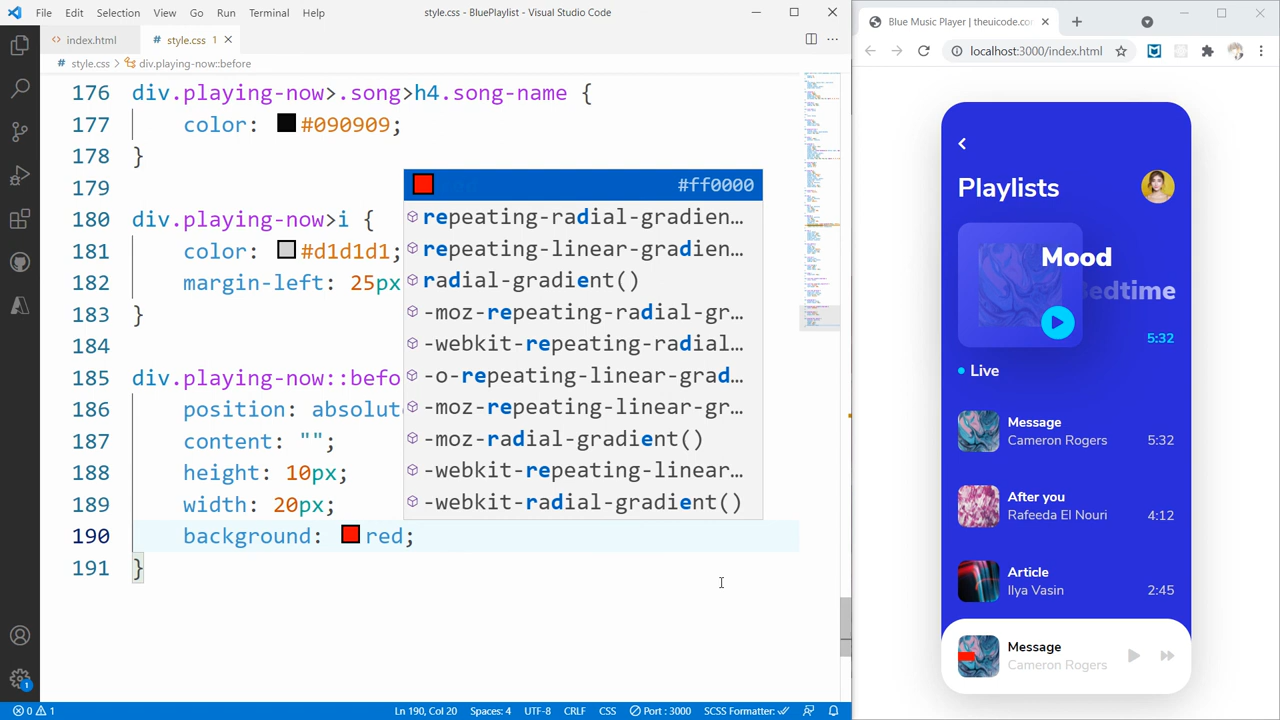 File Edit Selection View Go Run Terminal Help style.css - BluePlaylist - Visual Studio Code
index.html style.css 1
style.css > div.playing-now::before
176 div.playing-now>.song>h4.song-name {
177 color: #090909;
178 }
179
180 div.playing-now>i {
181 color: #d1d1d1;
182 margin-left: 25px
183 }
184
185 div.playing-now::befo
186 position: absolut
187 content: "";
188 height: 10px;
189 width: 20px;
190 background: red;
191 }
#ff0000
repeating-radial-gradien…
repeating-linear-gradien…
radial-gradient()
-moz-repeating-radial-gr…
-webkit-repeating-radial…
-o-repeating-linear-grad…
-moz-repeating-linear-gr…
-moz-radial-gradient()
-webkit-repeating-linear…
-webkit-radial-gradient()
0 1 Ln 190, Col 20 Spaces: 4 UTF-8 CRLF CSS Port : 3000 SCSS Formatter:
1
Blue Music Player | theuicode.com
localhost:3000/index.html
Playlists
Mood
edtime
5:32
Live
Message
Cameron Rogers 5:32
After you
Rafeeda El Nouri 4:12
Article
Ilya Vasin 2:45
Message
Cameron Rogers